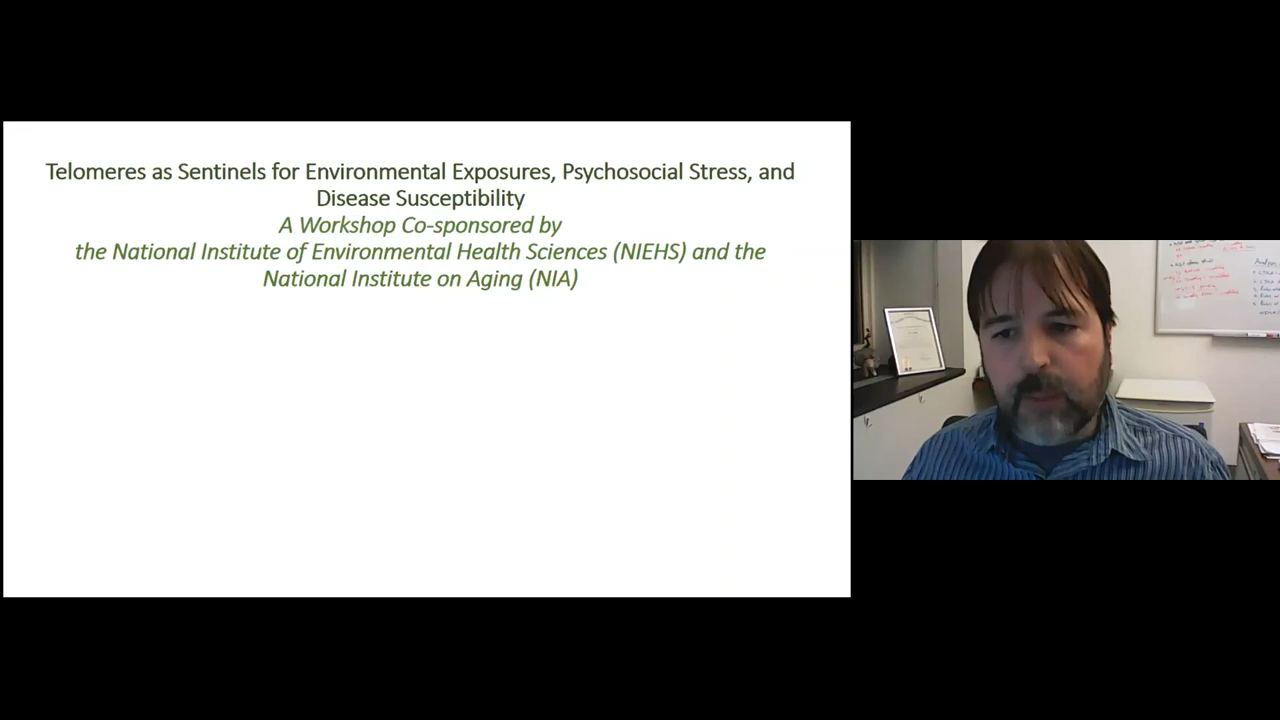 Telomeres as Sentinels for Environmental Exposures, Psychosocial Stress, and
Disease Susceptibility
A Workshop Co-sponsored by
the National Institute of Environmental Health Sciences (NIEHS) and the
National Institute on Aging (NIA)